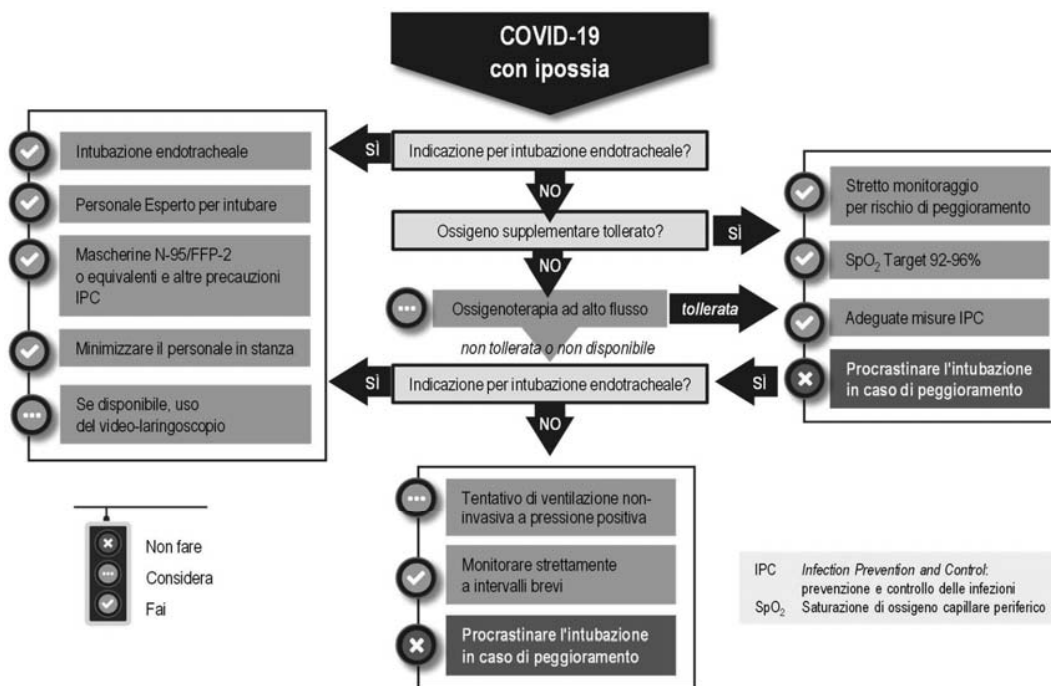 COVID-19
con ipossia
Indicazione per intubazione endotracheale?
SÌ
NO
Intubazione endotracheale
Personale Esperto per intubare
Mascherine N-95/FFP-2
o equivalenti e altre precauzioni
IPC
Minimizzare il personale in stanza
Se disponibile, uso
del video-laringoscopio
Ossigeno supplementare tollerato?
SÌ
NO
Stretto monitoraggio
per rischio di peggioramento
SpO₂ Target 92-96%
Adeguate misure IPC
Procrastinare l'intubazione
in caso di peggioramento
Ossigenoterapia ad alto flusso
tollerata
non tollerata o non disponibile
SÌ
Indicazione per intubazione endotracheale?
SÌ
NO
Tentativo di ventilazione non-
invasiva a pressione positiva
Monitorare strettamente
a intervalli brevi
Procrastinare l'intubazione
in caso di peggioramento
Non fare
Considera
Fai
IPC Infection Prevention and Control:
prevenzione e controllo delle infezioni
SpO₂ Saturazione di ossigeno capillare periferico